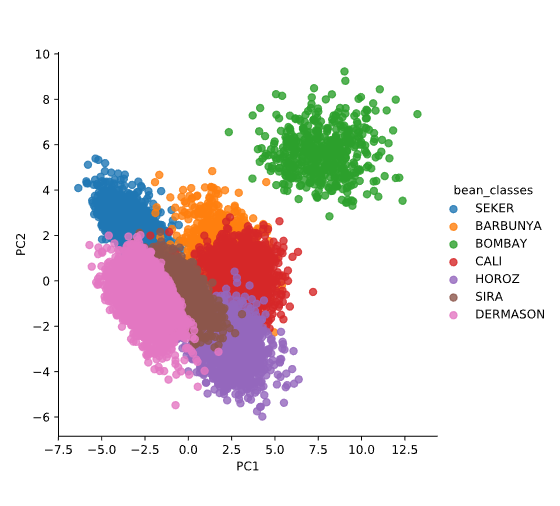 10
8
6
4
2
0
−2
−4
−6
PC2
−7.5 −5.0 −2.5 0.0 2.5 5.0 7.5 10.0 12.5
PC1
bean_classes
SEKER
BARBUNYA
BOMBAY
CALI
HOROZ
SIRA
DERMASON